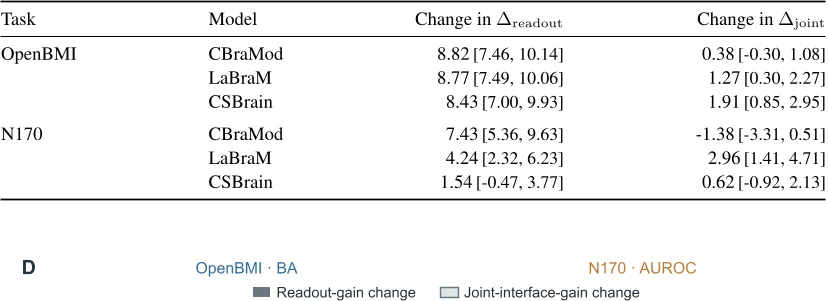 Task Model Change in Δreadout Change in Δjoint
OpenBMI CBraMod 8.82 [7.46, 10.14] 0.38 [-0.30, 1.08]
LaBraM 8.77 [7.49, 10.06] 1.27 [0.30, 2.27]
CSBrain 8.43 [7.00, 9.93] 1.91 [0.85, 2.95]
N170 CBraMod 7.43 [5.36, 9.63] -1.38 [-3.31, 0.51]
LaBraM 4.24 [2.32, 6.23] 2.96 [1.41, 4.71]
CSBrain 1.54 [-0.47, 3.77] 0.62 [-0.92, 2.13]
D OpenBMI · BA N170 · AUROC
Readout-gain change Joint-interface-gain change